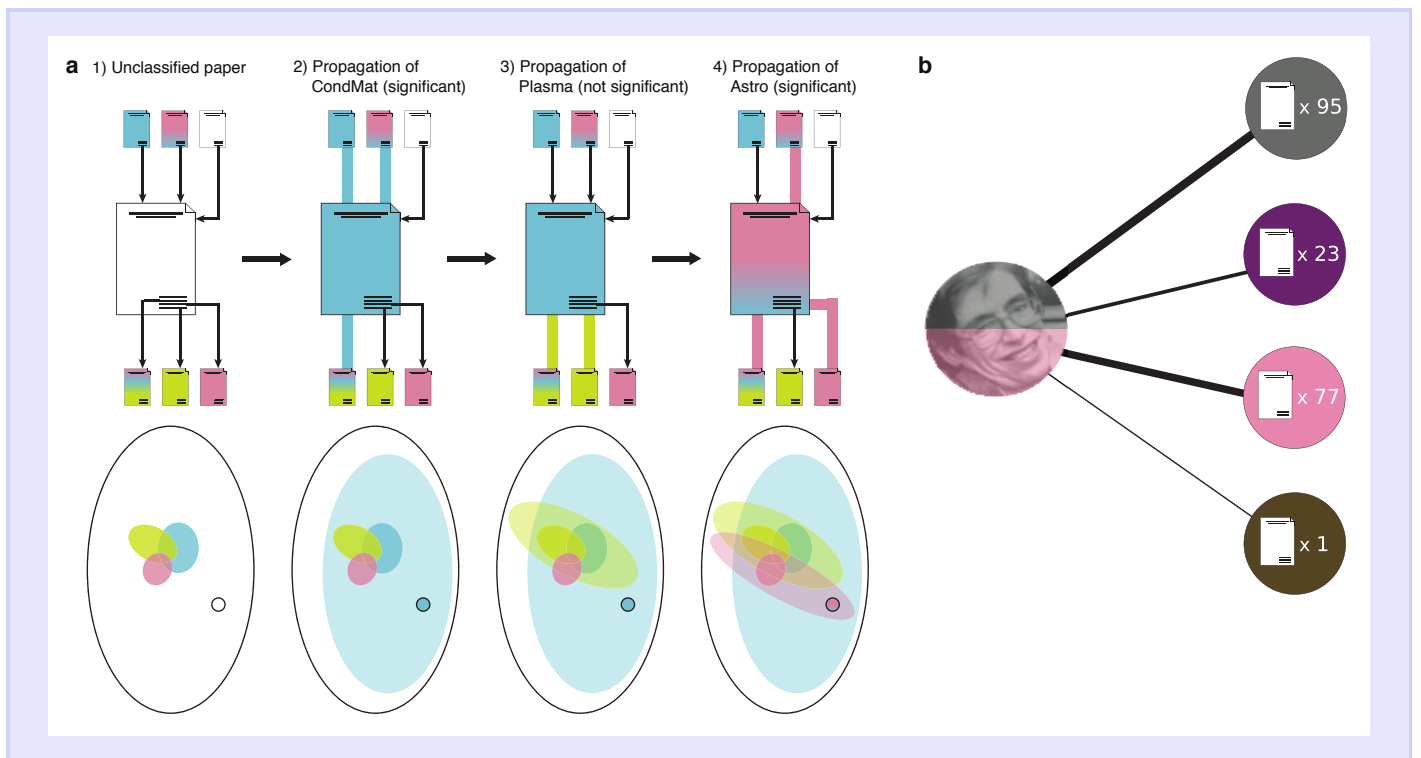 a
1) Unclassified paper
2) Propagation of
CondMat (significant)
3) Propagation of
Plasma (not significant)
4) Propagation of
Astro (significant)
b
x 95
x 23
x 77
x 1